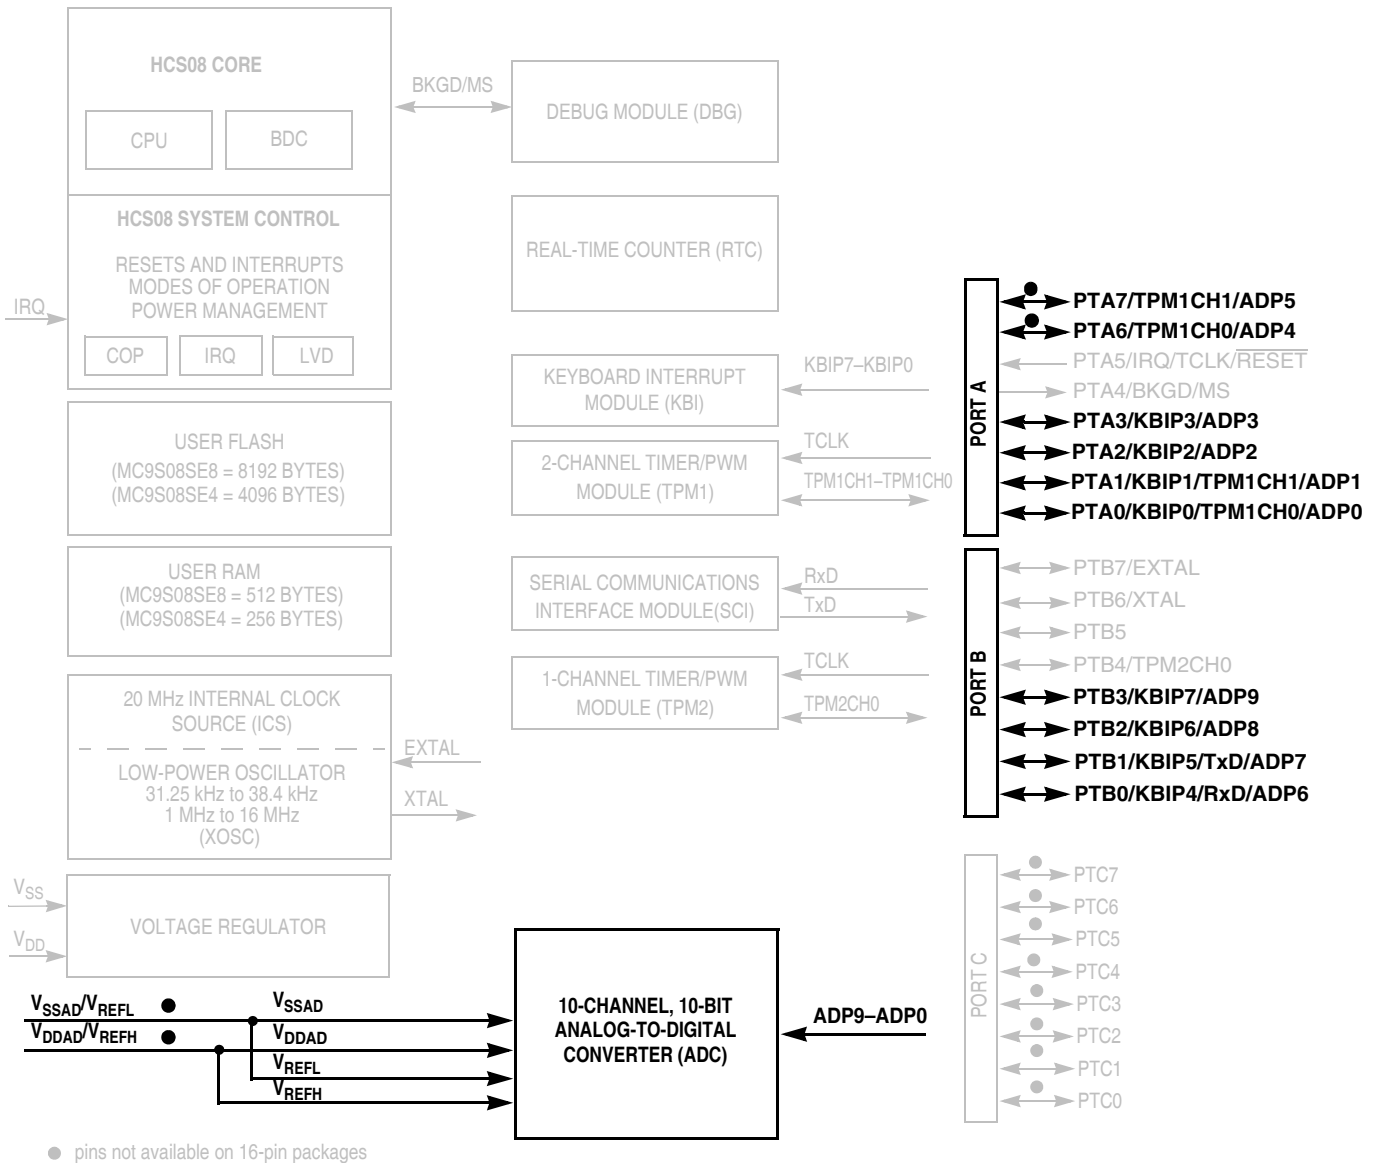 HCS08 CORE
CPU
BDC
HCS08 SYSTEM CONTROL
RESETS AND INTERRUPTS
MODES OF OPERATION
POWER MANAGEMENT
COP
IRQ
LVD
IRQ
USER FLASH
(MC9S08SE8 = 8192 BYTES)
(MC9S08SE4 = 4096 BYTES)
USER RAM
(MC9S08SE8 = 512 BYTES)
(MC9S08SE4 = 256 BYTES)
20 MHz INTERNAL CLOCK
SOURCE (ICS)
LOW-POWER OSCILLATOR
31.25 kHz to 38.4 kHz
1 MHz to 16 MHz
(XOSC)
EXTAL
XTAL
VSS
VDD
VOLTAGE REGULATOR
BKGD/MS
DEBUG MODULE (DBG)
REAL-TIME COUNTER (RTC)
KEYBOARD INTERRUPT
MODULE (KBI)
KBIP7–KBIP0
2-CHANNEL TIMER/PWM
MODULE (TPM1)
TCLK
TPM1CH1–TPM1CH0
SERIAL COMMUNICATIONS
INTERFACE MODULE(SCI)
RxD
TxD
1-CHANNEL TIMER/PWM
MODULE (TPM2)
TCLK
TPM2CH0
PORT A
PTA7/TPM1CH1/ADP5
PTA6/TPM1CH0/ADP4
PTA5/IRQ/TCLK/RESET
PTA4/BKGD/MS
PTA3/KBIP3/ADP3
PTA2/KBIP2/ADP2
PTA1/KBIP1/TPM1CH1/ADP1
PTA0/KBIP0/TPM1CH0/ADP0
PORT B
PTB7/EXTAL
PTB6/XTAL
PTB5
PTB4/TPM2CH0
PTB3/KBIP7/ADP9
PTB2/KBIP6/ADP8
PTB1/KBIP5/TxD/ADP7
PTB0/KBIP4/RxD/ADP6
PORT C
PTC7
PTC6
PTC5
PTC4
PTC3
PTC2
PTC1
PTC0
VSSAD/VREFL
VDDAD/VREFH
VSSAD
VDDAD
VREFL
VREFH
10-CHANNEL, 10-BIT
ANALOG-TO-DIGITAL
CONVERTER (ADC)
ADP9–ADP0
pins not available on 16-pin packages